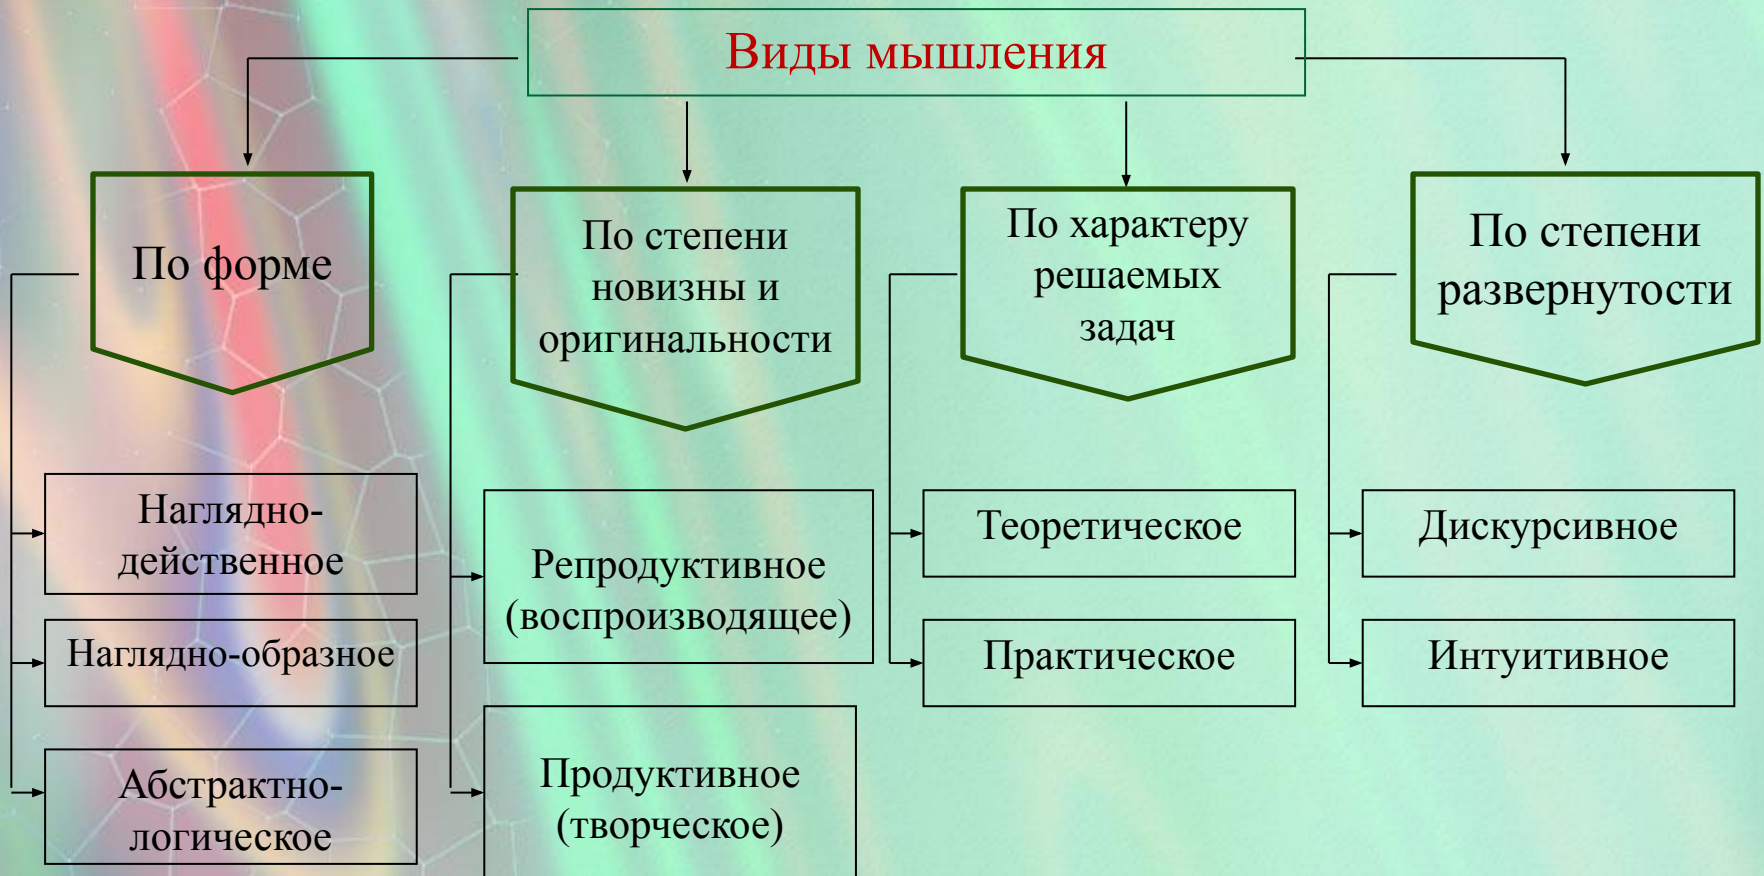 Виды мышления
По форме
По степени
новизны и
оригинальности
По характеру
решаемых
задач
По степени
развернутости
Наглядно-
действенное
Наглядно-образное
Абстрактно-
логическое
Репродуктивное
(воспроизводящее)
Продуктивное
(творческое)
Теоретическое
Практическое
Дискурсивное
Интуитивное